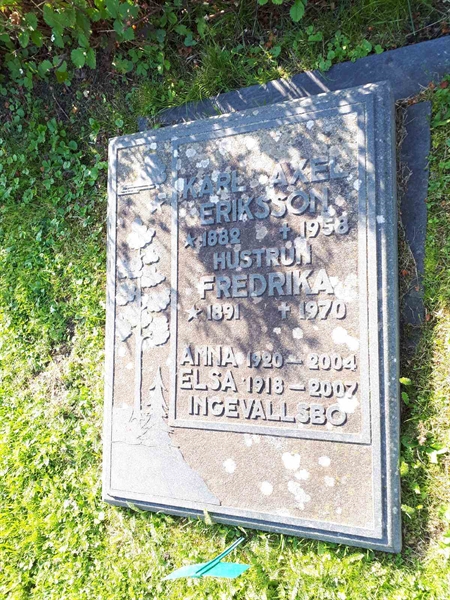 KARL AXEL
ERIKSSON
★1882 ✝1958
HUSTRUN
FREDRIKA
★1891 ✝1970
ANNA 1920-2004
ELSA 1918-2007
INGEVALLSBO